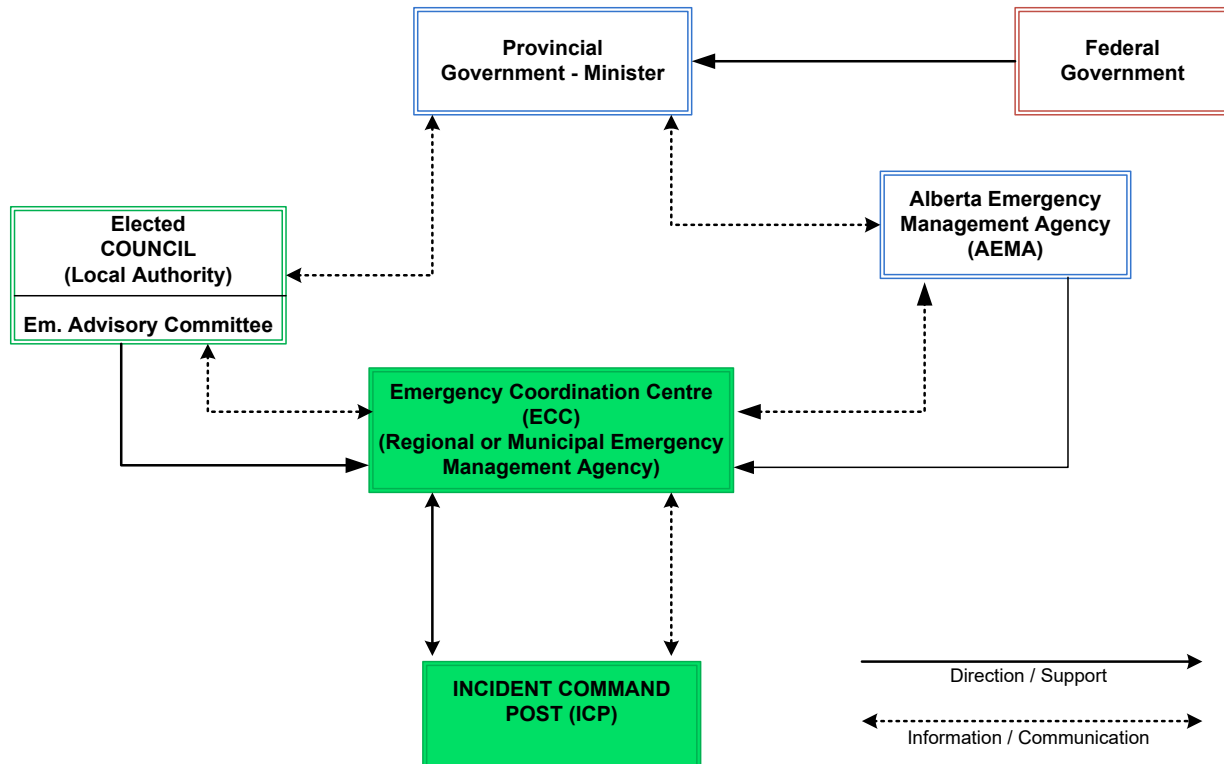 Provincial
Government - Minister
Federal
Government
Elected
COUNCIL
(Local Authority)
Em. Advisory Committee
Alberta Emergency
Management Agency
(AEMA)
Emergency Coordination Centre
(ECC)
(Regional or Municipal Emergency
Management Agency)
INCIDENT COMMAND
POST (ICP)
Direction / Support
Information / Communication